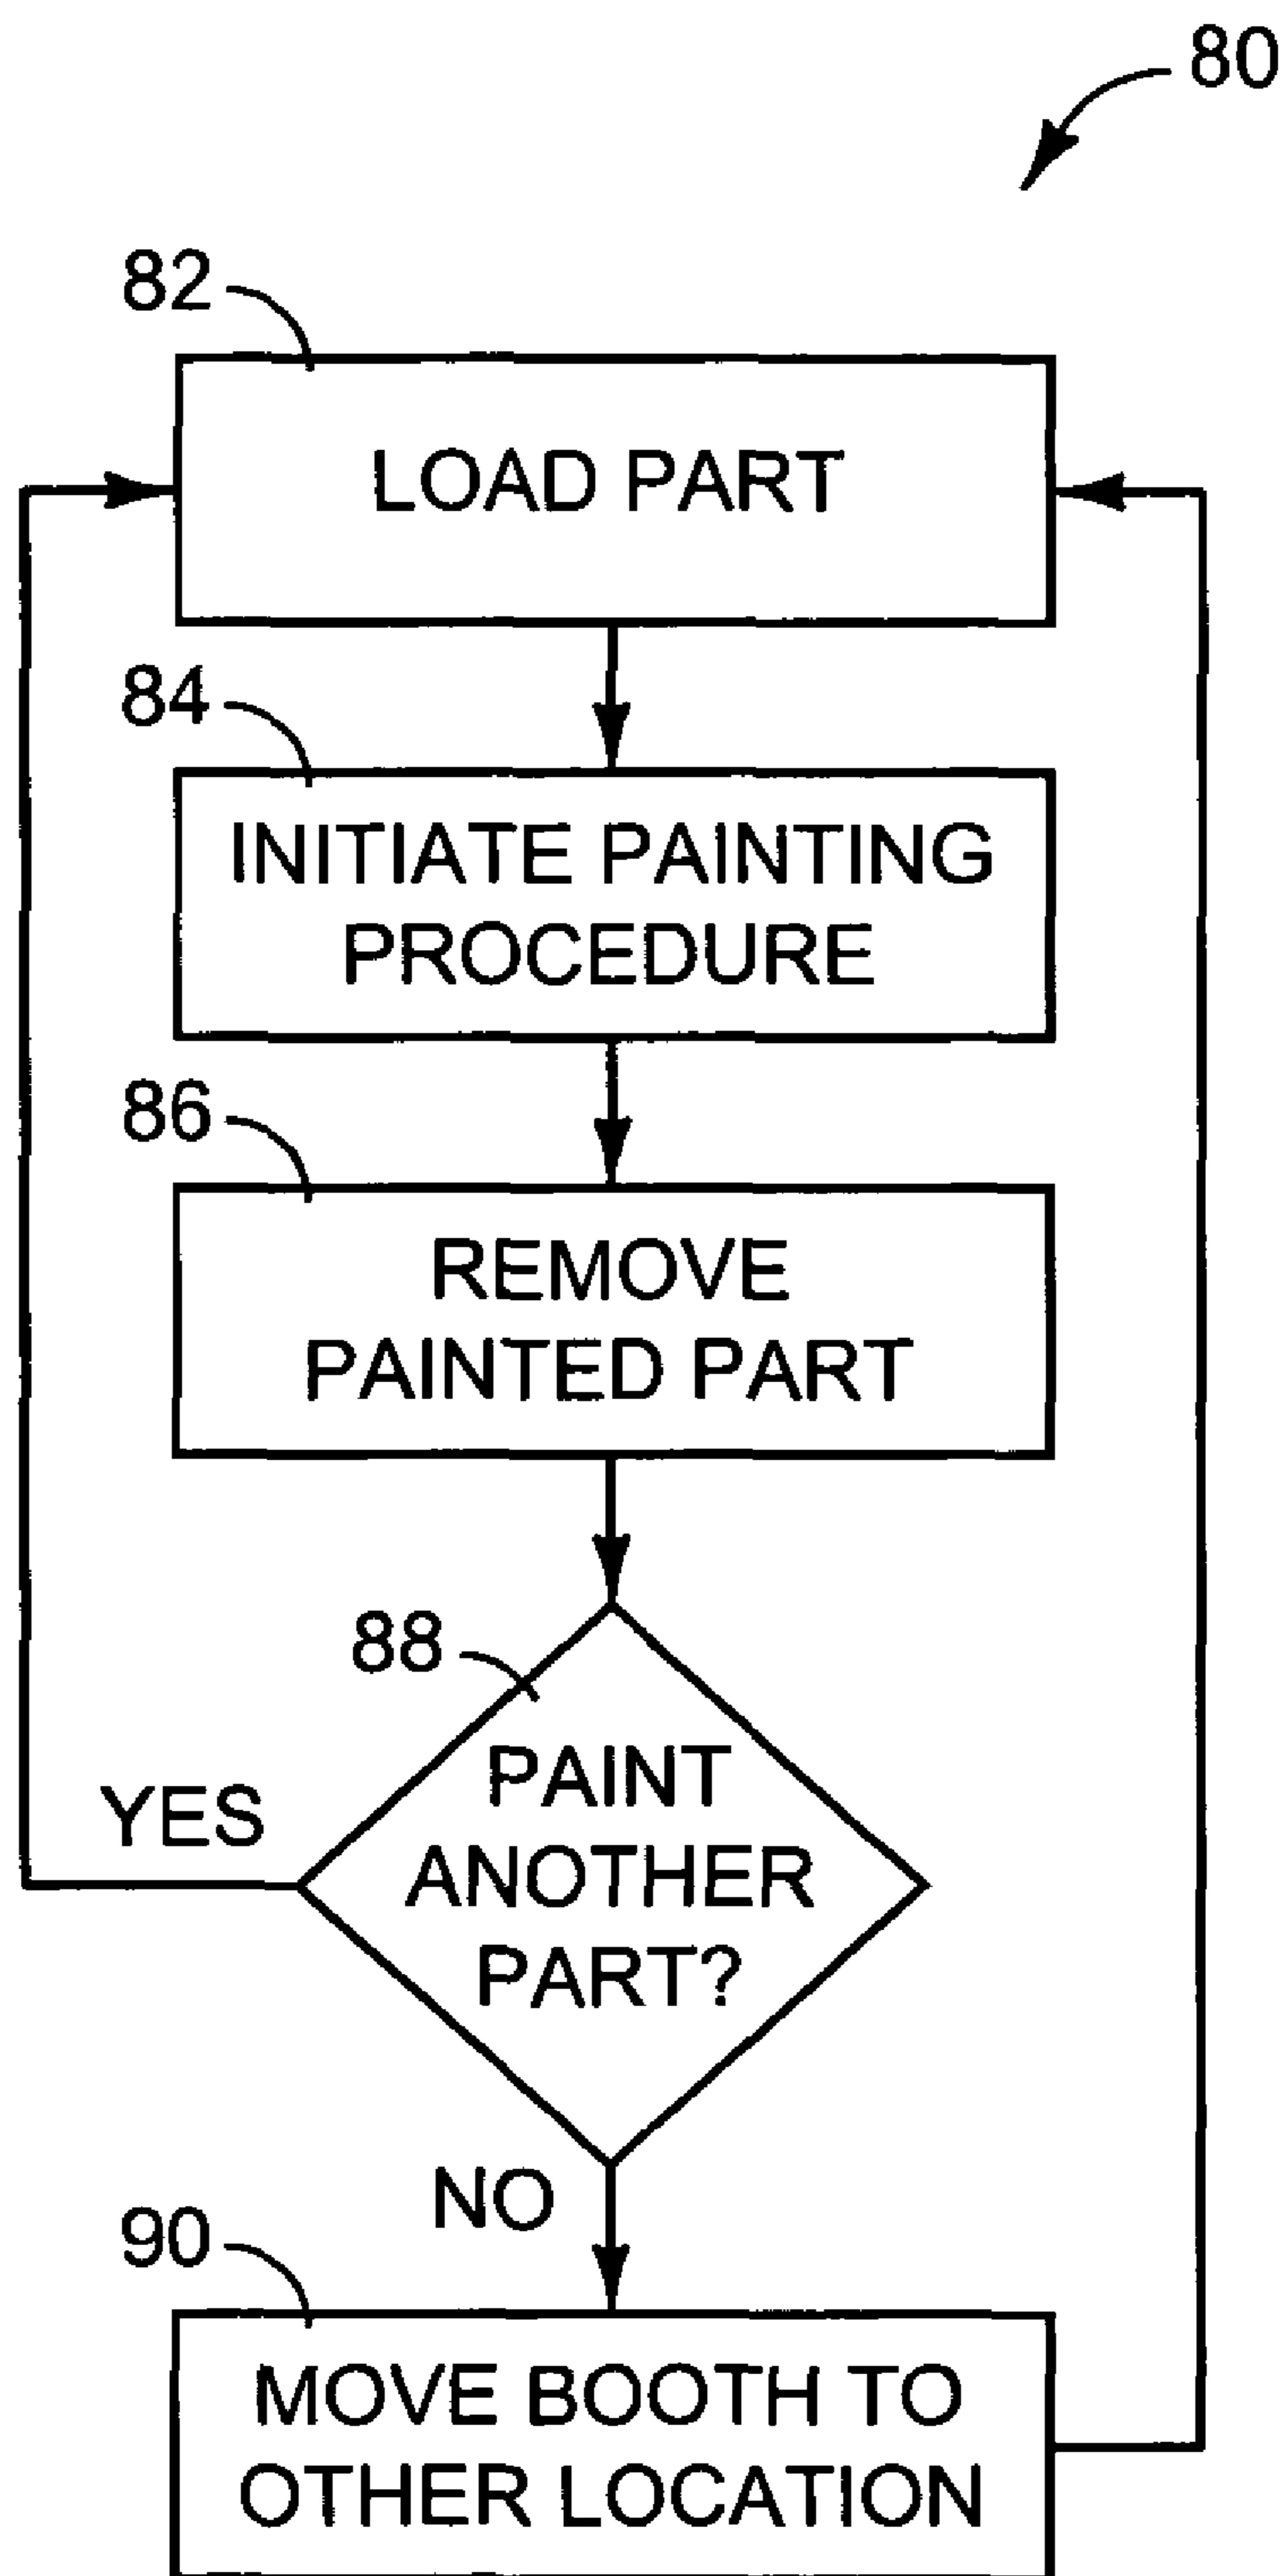 80
82
LOAD PART
84
INITIATE PAINTING
PROCEDURE
86
REMOVE
PAINTED PART
88
PAINT
ANOTHER
PART?
YES
NO
90
MOVE BOOTH TO
OTHER LOCATION